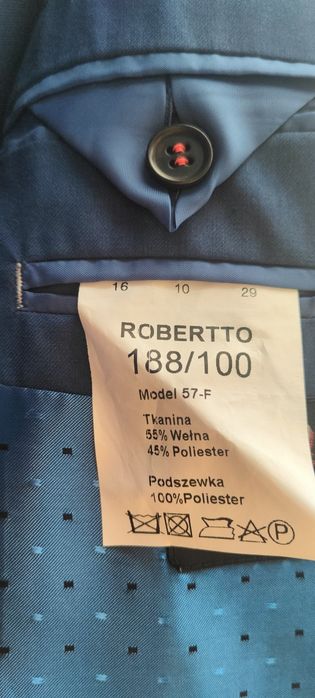 16 10 29
ROBERTTO
188/100
Model 57-F
Tkanina
55% Wełna
45% Poliester
Podszewka
100%Poliester
P